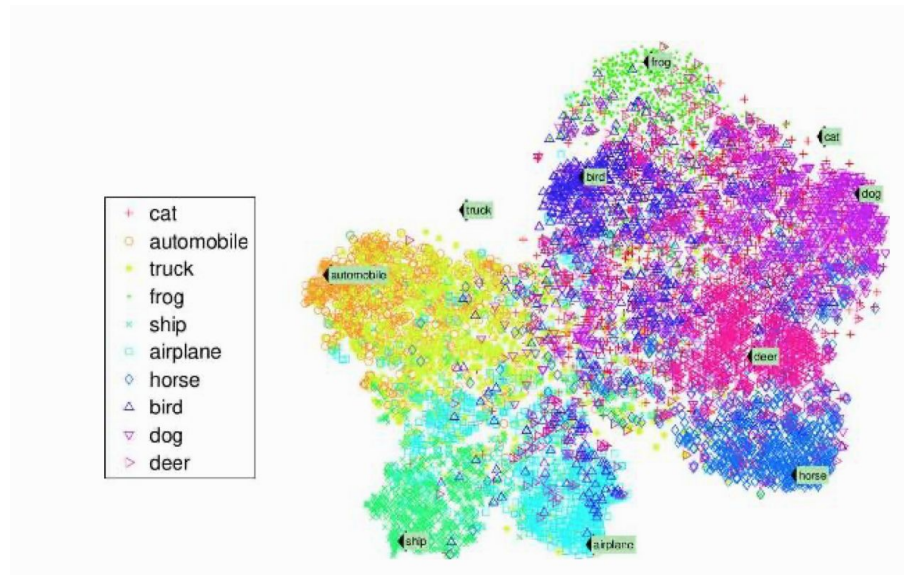 frog
cat
bird
dog
truck
cat
automobile
truck
frog
ship
airplane
horse
bird
dog
deer
automobile
deer
horse
ship
airplane